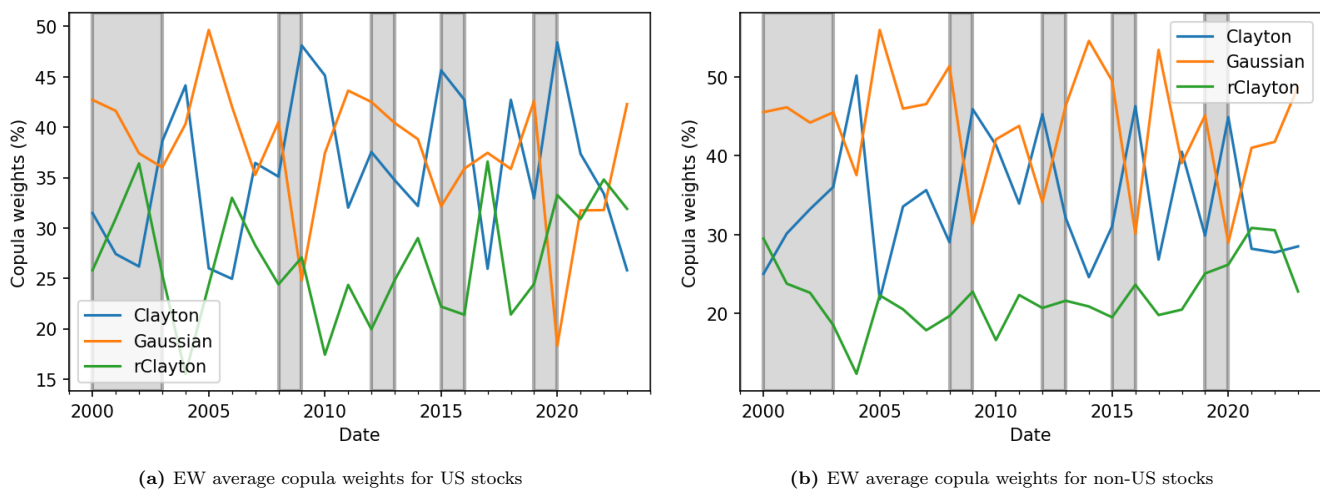 50
45
40
35
30
25
20
15
Copula weights (%)
Clayton
Gaussian
rClayton
2000
2005
2010
2015
2020
Date
50
40
30
20
Copula weights (%)
Clayton
Gaussian
rClayton
2000
2005
2010
2015
2020
Date
(a) EW average copula weights for US stocks
(b) EW average copula weights for non-US stocks